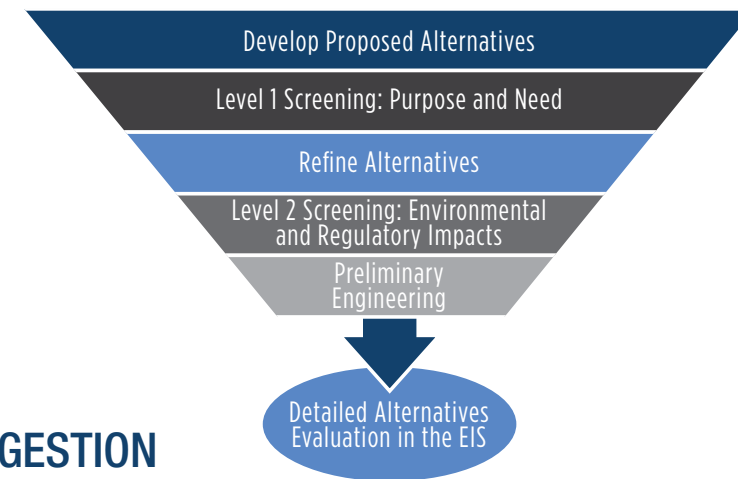 Develop Proposed Alternatives
Level 1 Screening: Purpose and Need
Refine Alternatives
Level 2 Screening: Environmental
and Regulatory Impacts
Preliminary
Engineering
Detailed Alternatives
Evaluation in the EIS
GESTION